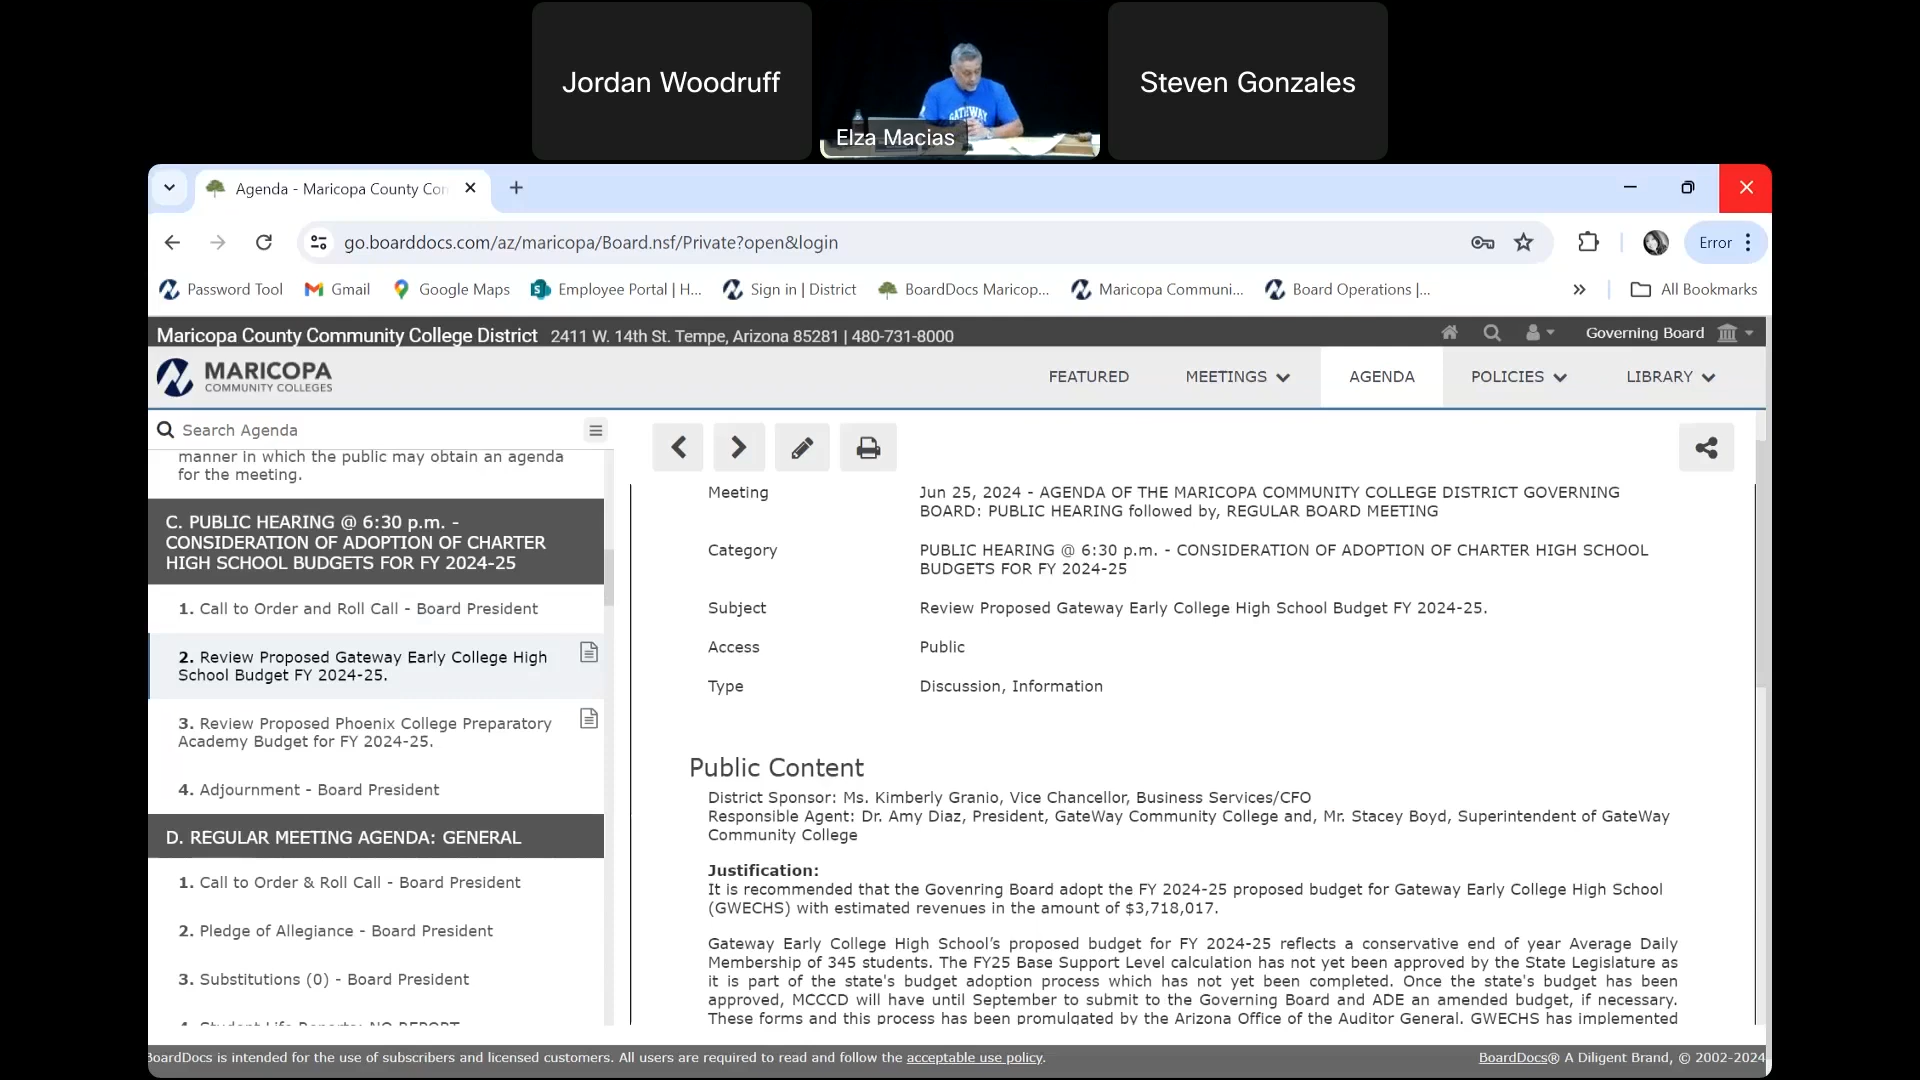 Jordan Woodruff
GATEWAY
Elza Macias
Steven Gonzales
Agenda - Maricopa County Con
go.boarddocs.com/az/maricopa/Board.nsf/Private?open&login
Error
Password Tool
Gmail
Google Maps
Employee Portal | H...
Sign in | District
BoardDocs Maricop...
Maricopa Communi...
Board Operations |...
All Bookmarks
Maricopa County Community College District 2411 W. 14th St. Tempe, Arizona 85281 | 480-731-8000
Governing Board
MARICOPA
COMMUNITY COLLEGES
FEATURED
MEETINGS
AGENDA
POLICIES
LIBRARY
Search Agenda
manner in which the public may obtain an agenda
for the meeting.
C. PUBLIC HEARING @ 6:30 p.m. -
CONSIDERATION OF ADOPTION OF CHARTER
HIGH SCHOOL BUDGETS FOR FY 2024-25
1. Call to Order and Roll Call - Board President
2. Review Proposed Gateway Early College High
School Budget FY 2024-25.
3. Review Proposed Phoenix College Preparatory
Academy Budget for FY 2024-25.
4. Adjournment - Board President
D. REGULAR MEETING AGENDA: GENERAL
1. Call to Order & Roll Call - Board President
2. Pledge of Allegiance - Board President
3. Substitutions (0) - Board President
4. Student Life Reports: NO REPORT
Meeting
Jun 25, 2024 - AGENDA OF THE MARICOPA COMMUNITY COLLEGE DISTRICT GOVERNING
BOARD: PUBLIC HEARING followed by, REGULAR BOARD MEETING
Category
PUBLIC HEARING @ 6:30 p.m. - CONSIDERATION OF ADOPTION OF CHARTER HIGH SCHOOL
BUDGETS FOR FY 2024-25
Subject
Review Proposed Gateway Early College High School Budget FY 2024-25.
Access
Public
Type
Discussion, Information
Public Content
District Sponsor: Ms. Kimberly Granio, Vice Chancellor, Business Services/CFO
Responsible Agent: Dr. Amy Diaz, President, GateWay Community College and, Mr. Stacey Boyd, Superintendent of GateWay
Community College
Justification:
It is recommended that the Govenring Board adopt the FY 2024-25 proposed budget for Gateway Early College High School
(GWECHS) with estimated revenues in the amount of $3,718,017.
Gateway Early College High School's proposed budget for FY 2024-25 reflects a conservative end of year Average Daily
Membership of 345 students. The FY25 Base Support Level calculation has not yet been approved by the State Legislature as
it is part of the state's budget adoption process which has not yet been completed. Once the state's budget has been
approved, MCCCD will have until September to submit to the Governing Board and ADE an amended budget, if necessary.
These forms and this process has been promulgated by the Arizona Office of the Auditor General. GWECHS has implemented
BoardDocs is intended for the use of subscribers and licensed customers. All users are required to read and follow the acceptable use policy.
BoardDocs® A Diligent Brand, © 2002-2024